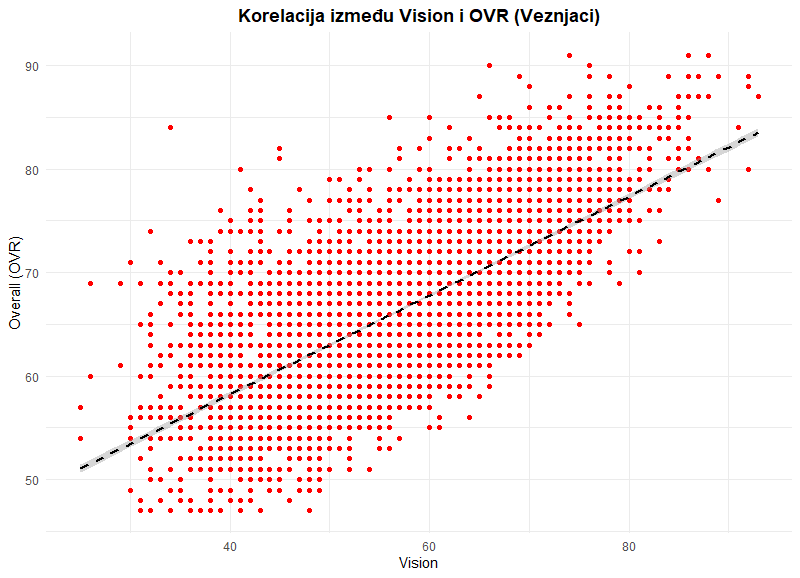 Korelacija između Vision i OVR (Veznjaci)
Overall (OVR)
90
80
70
60
50
40 60 80
Vision